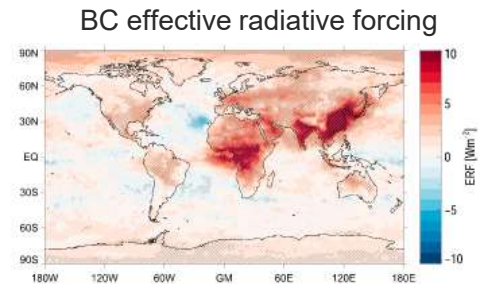 BC effective radiative forcing
90N
60N
30N
EQ
30S
60S
90S
180W
120W
60W
GM
60E
120E
180E
10
5
0
-5
-10
ERF [Wm⁻²]